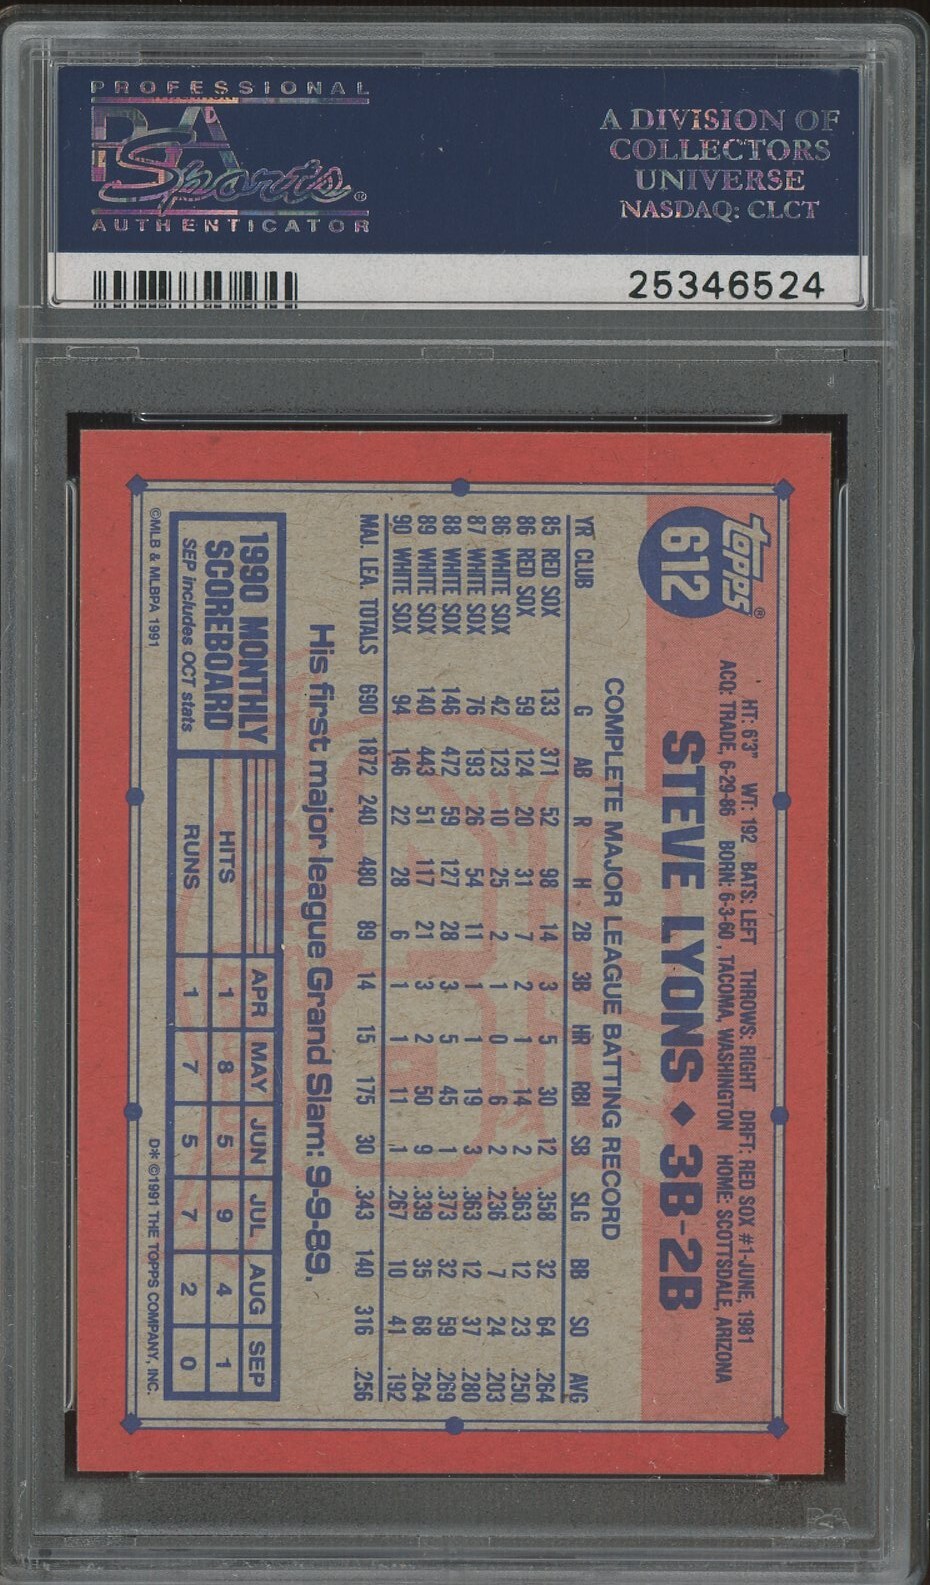 PROFESSIONAL
PSA
Sports®
AUTHENTICATOR
A DIVISION OF
COLLECTORS
UNIVERSE
NASDAQ: CLCT
25346524
topps®
612
HT: 6'3" WT: 192 BATS: LEFT THROWS: RIGHT DRFT: RED SOX #1-JUNE, 1981
ACQ: TRADE, 6-29-86 BORN: 6-3-60, TACOMA, WASHINGTON HOME: SCOTTSDALE, ARIZONA
STEVE LYONS ♦ 3B-2B
COMPLETE MAJOR LEAGUE BATTING RECORD
YR CLUB G AB R H 2B 3B HR RBI SB SLG BB SO AVG
85 RED SOX 133 371 52 98 14 3 5 30 12 .358 32 64 .264
86 RED SOX 59 124 20 31 7 2 1 14 2 .363 12 23 .250
86 WHITE SOX 42 123 10 25 2 1 0 6 2 .236 7 24 .203
87 WHITE SOX 76 193 26 54 11 1 1 19 3 .363 12 37 .280
88 WHITE SOX 146 472 59 127 28 3 5 45 1 .373 32 59 .269
89 WHITE SOX 140 443 51 117 21 3 2 50 9 .339 35 68 .264
90 WHITE SOX 94 146 22 28 6 1 1 11 1 .267 10 41 .192
MAJ. LEA. TOTALS 690 1872 240 480 89 14 15 175 30 .343 140 316 .256
His first major league Grand Slam: 9-9-89.
1990 MONTHLY
SCOREBOARD
SEP includes OCT stats
APR MAY JUN JUL AUG SEP
HITS 1 8 5 9 4 1
RUNS 1 7 5 7 2 0
©MLB & MLBPA 1991
D* ©1991 THE TOPPS COMPANY, INC.